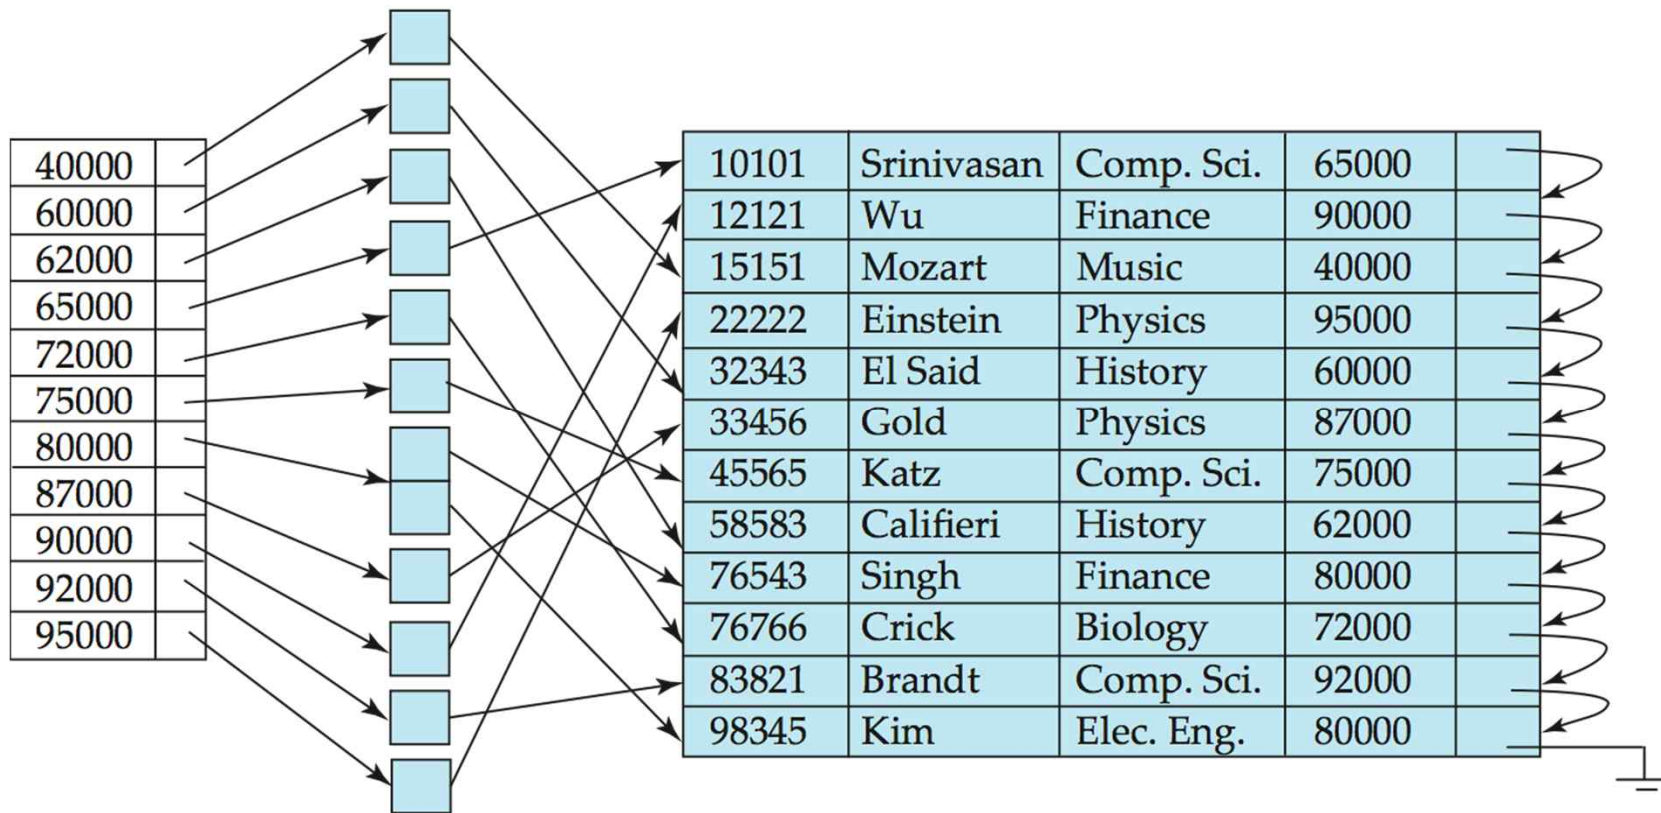 40000
60000
62000
65000
72000
75000
80000
87000
90000
92000
95000
10101 Srinivasan Comp. Sci. 65000
12121 Wu Finance 90000
15151 Mozart Music 40000
22222 Einstein Physics 95000
32343 El Said History 60000
33456 Gold Physics 87000
45565 Katz Comp. Sci. 75000
58583 Califieri History 62000
76543 Singh Finance 80000
76766 Crick Biology 72000
83821 Brandt Comp. Sci. 92000
98345 Kim Elec. Eng. 80000